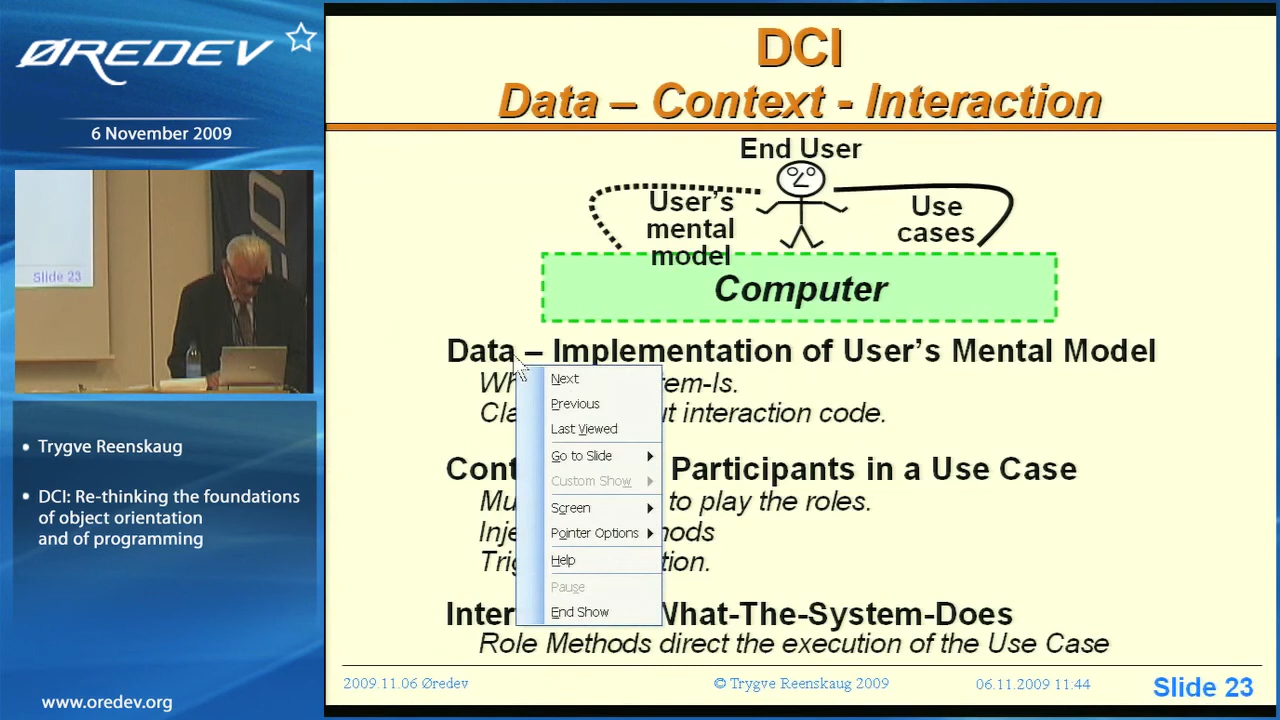 ØREDEV
6 November 2009
Slide 23
Trygve Reenskaug
DCI: Re-thinking the foundations
of object orientation
and of programming
www.oredev.org
DCI
Data – Context - Interaction
End User
User's
mental
model
Use
cases
Computer
Data – Implementation of User's Mental Model
Wh em-Is.
Cla ut interaction code.
Cont Participants in a Use Case
Mu to play the roles.
Inje ods
Trig tion.
Inter What-The-System-Does
Role Methods direct the execution of the Use Case
Next
Previous
Last Viewed
Go to Slide
Custom Show
Screen
Pointer Options
Help
Pause
End Show
2009.11.06 Øredev
© Trygve Reenskaug 2009
06.11.2009 11:44
Slide 23